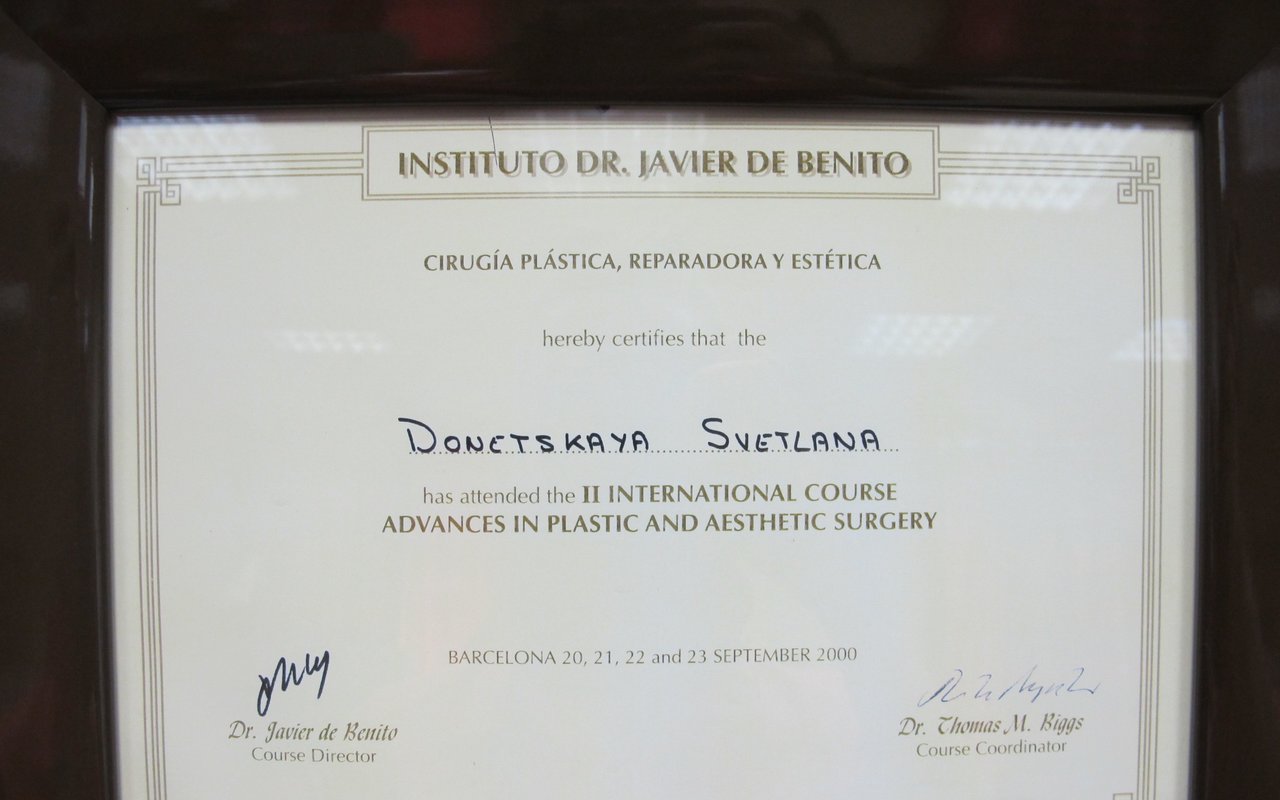 INSTITUTO DR. JAVIER DE BENITO
CIRUGÍA PLÁSTICA, REPARADORA Y ESTÉTICA
hereby certifies that the
DONETSKAYA SVETLANA
has attended the II INTERNATIONAL COURSE
ADVANCES IN PLASTIC AND AESTHETIC SURGERY
BARCELONA 20, 21, 22 and 23 SEPTEMBER 2000
Dr. Javier de Benito
Course Director
Dr. Thomas M. Biggs
Course Coordinator